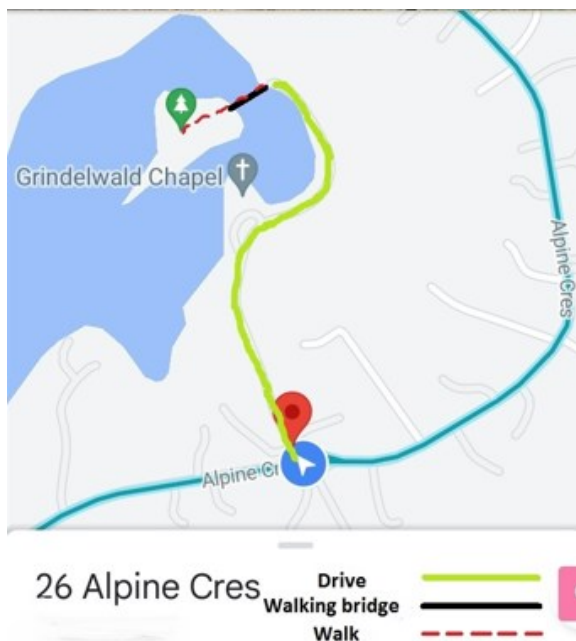 Grindelwald Chapel
Alpine Cres
Alpine Cr
26 Alpine Cres
Drive
Walking bridge
Walk